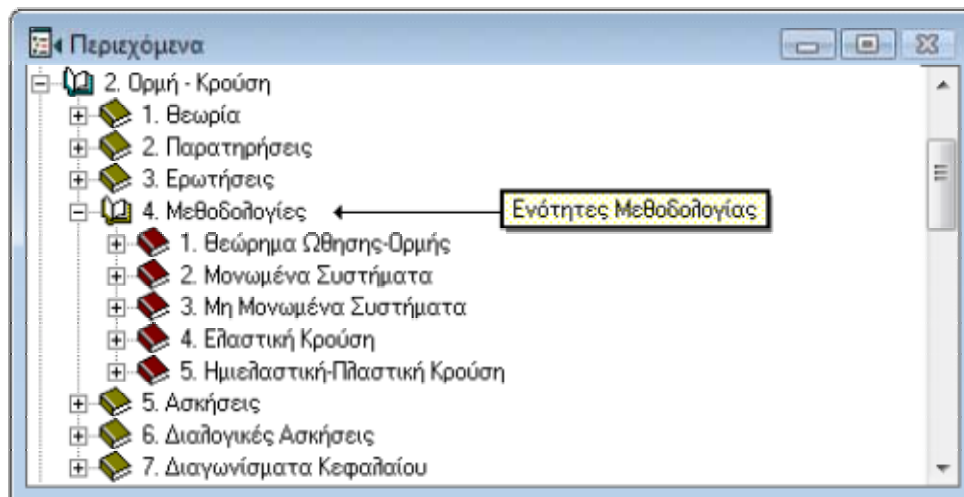 Περιεχόμενα
2. Ορμή - Κρούση
1. Θεωρία
2. Παρατηρήσεις
3. Ερωτήσεις
4. Μεθοδολογίες
Ενότητες Μεθοδολογίας
1. Θεώρημα Ωθησης-Ορμής
2. Μονωμένα Συστήματα
3. Μη Μονωμένα Συστήματα
4. Ελαστική Κρούση
5. Ημιελαστική-Πλαστική Κρούση
5. Ασκήσεις
6. Διαλογικές Ασκήσεις
7. Διαγωνίσματα Κεφαλαίου